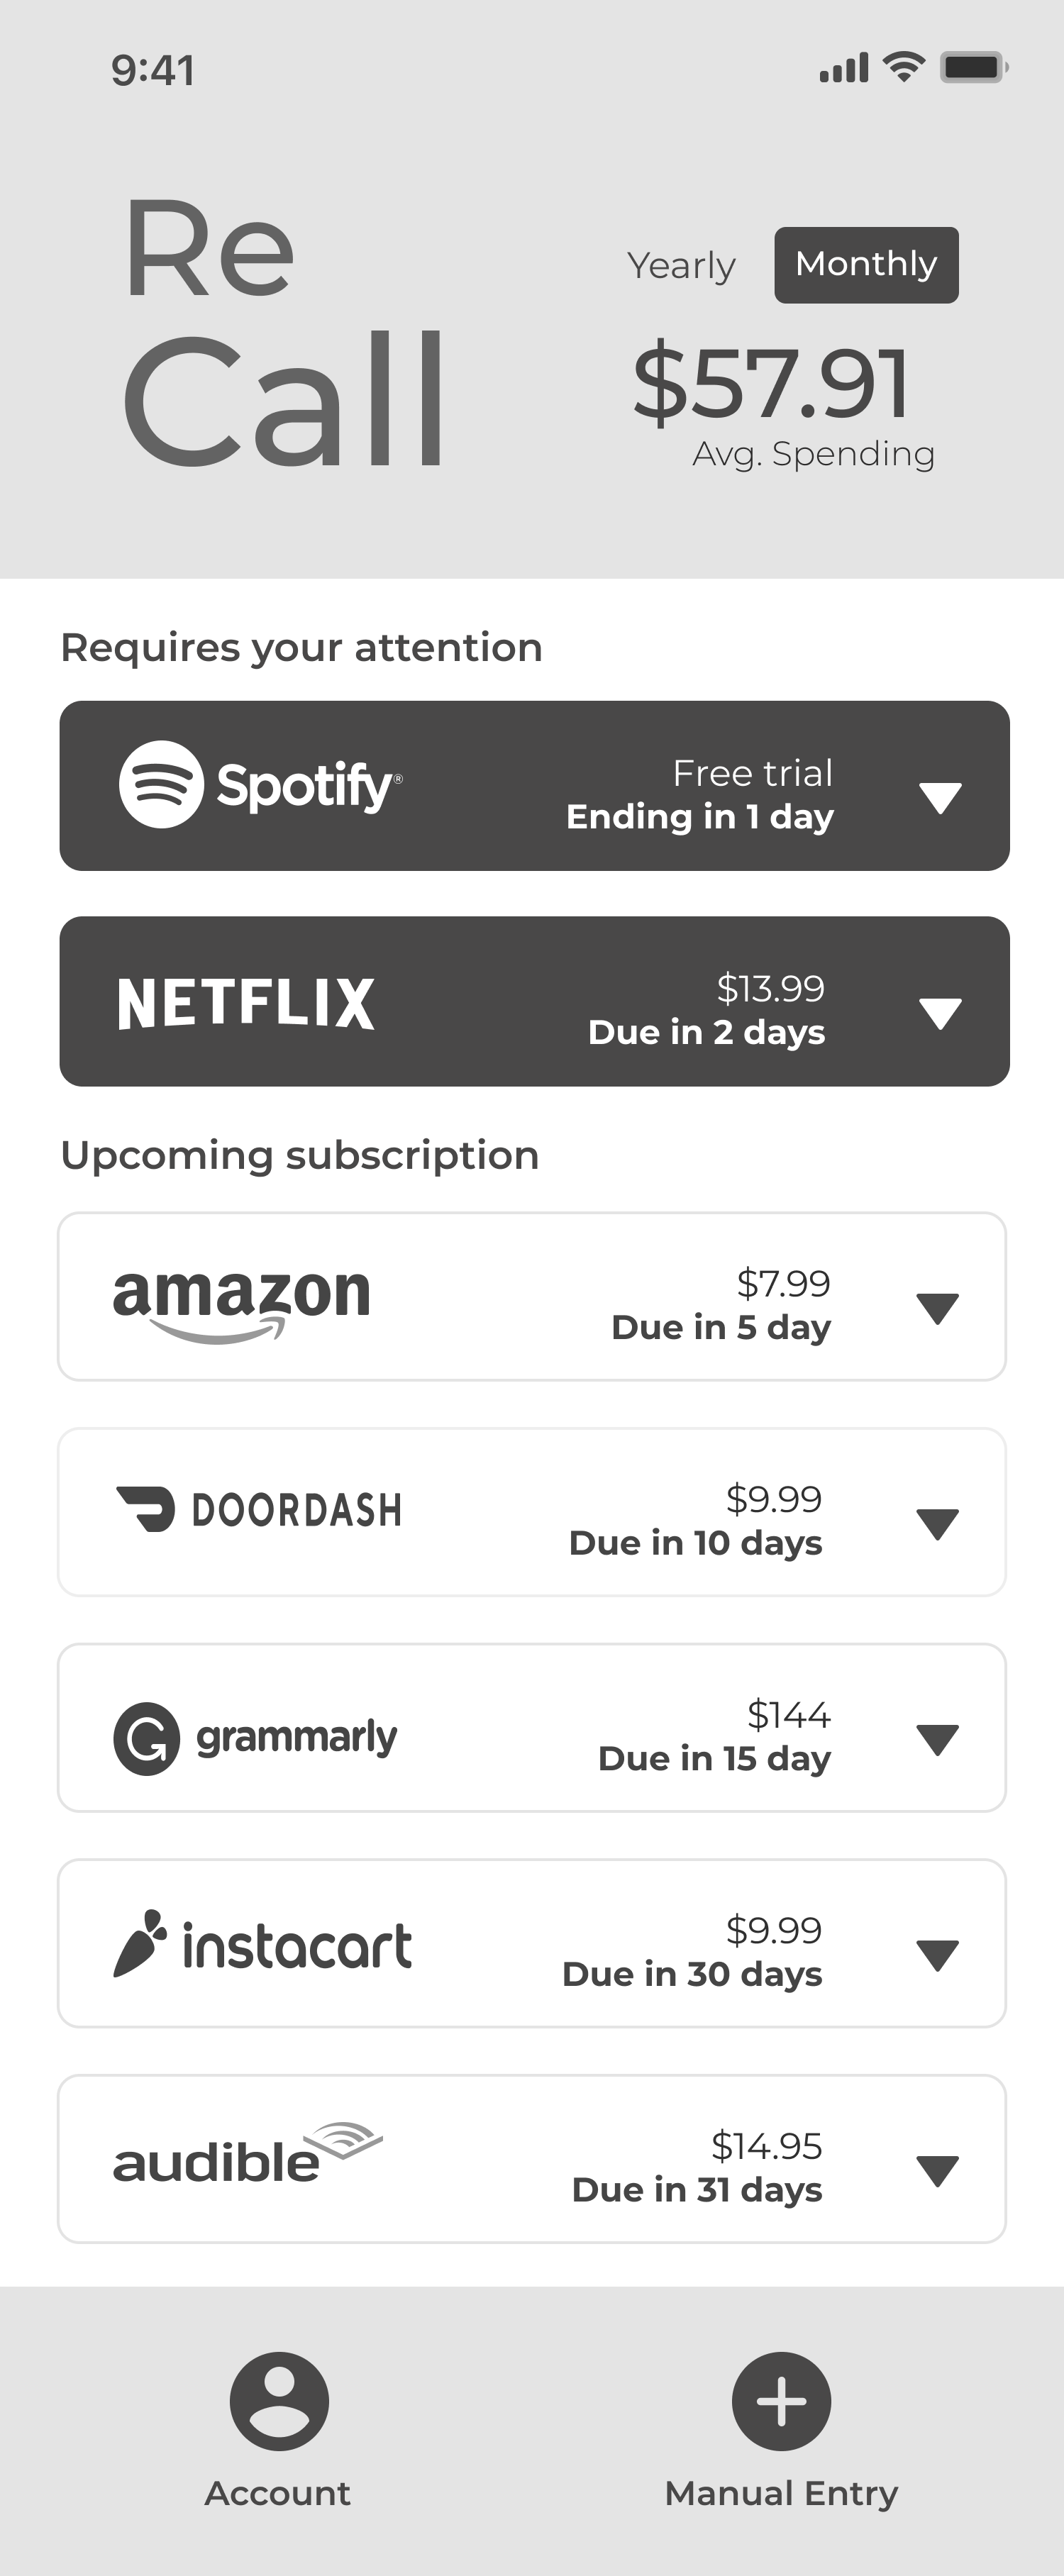 9:41
Re
Call
Yearly Monthly
$57.91
Avg. Spending
Requires your attention
Spotify®
Free trial
Ending in 1 day
NETFLIX
$13.99
Due in 2 days
Upcoming subscription
amazon
$7.99
Due in 5 day
DOORDASH
$9.99
Due in 10 days
G grammarly
$144
Due in 15 day
instacart
$9.99
Due in 30 days
audible
$14.95
Due in 31 days
Account Manual Entry